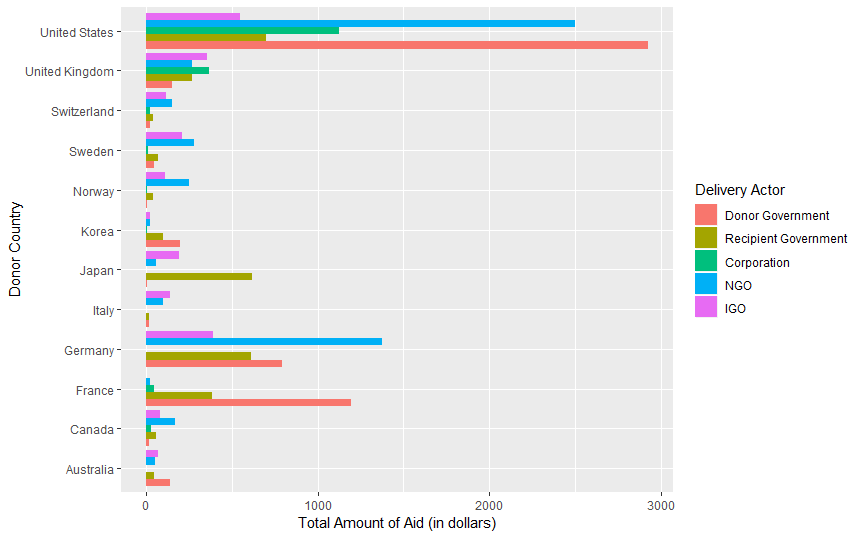 United States
United Kingdom
Switzerland
Sweden
Norway
Korea
Japan
Italy
Germany
France
Canada
Australia
Donor Country
0 1000 2000 3000
Total Amount of Aid (in dollars)
Delivery Actor
Donor Government
Recipient Government
Corporation
NGO
IGO